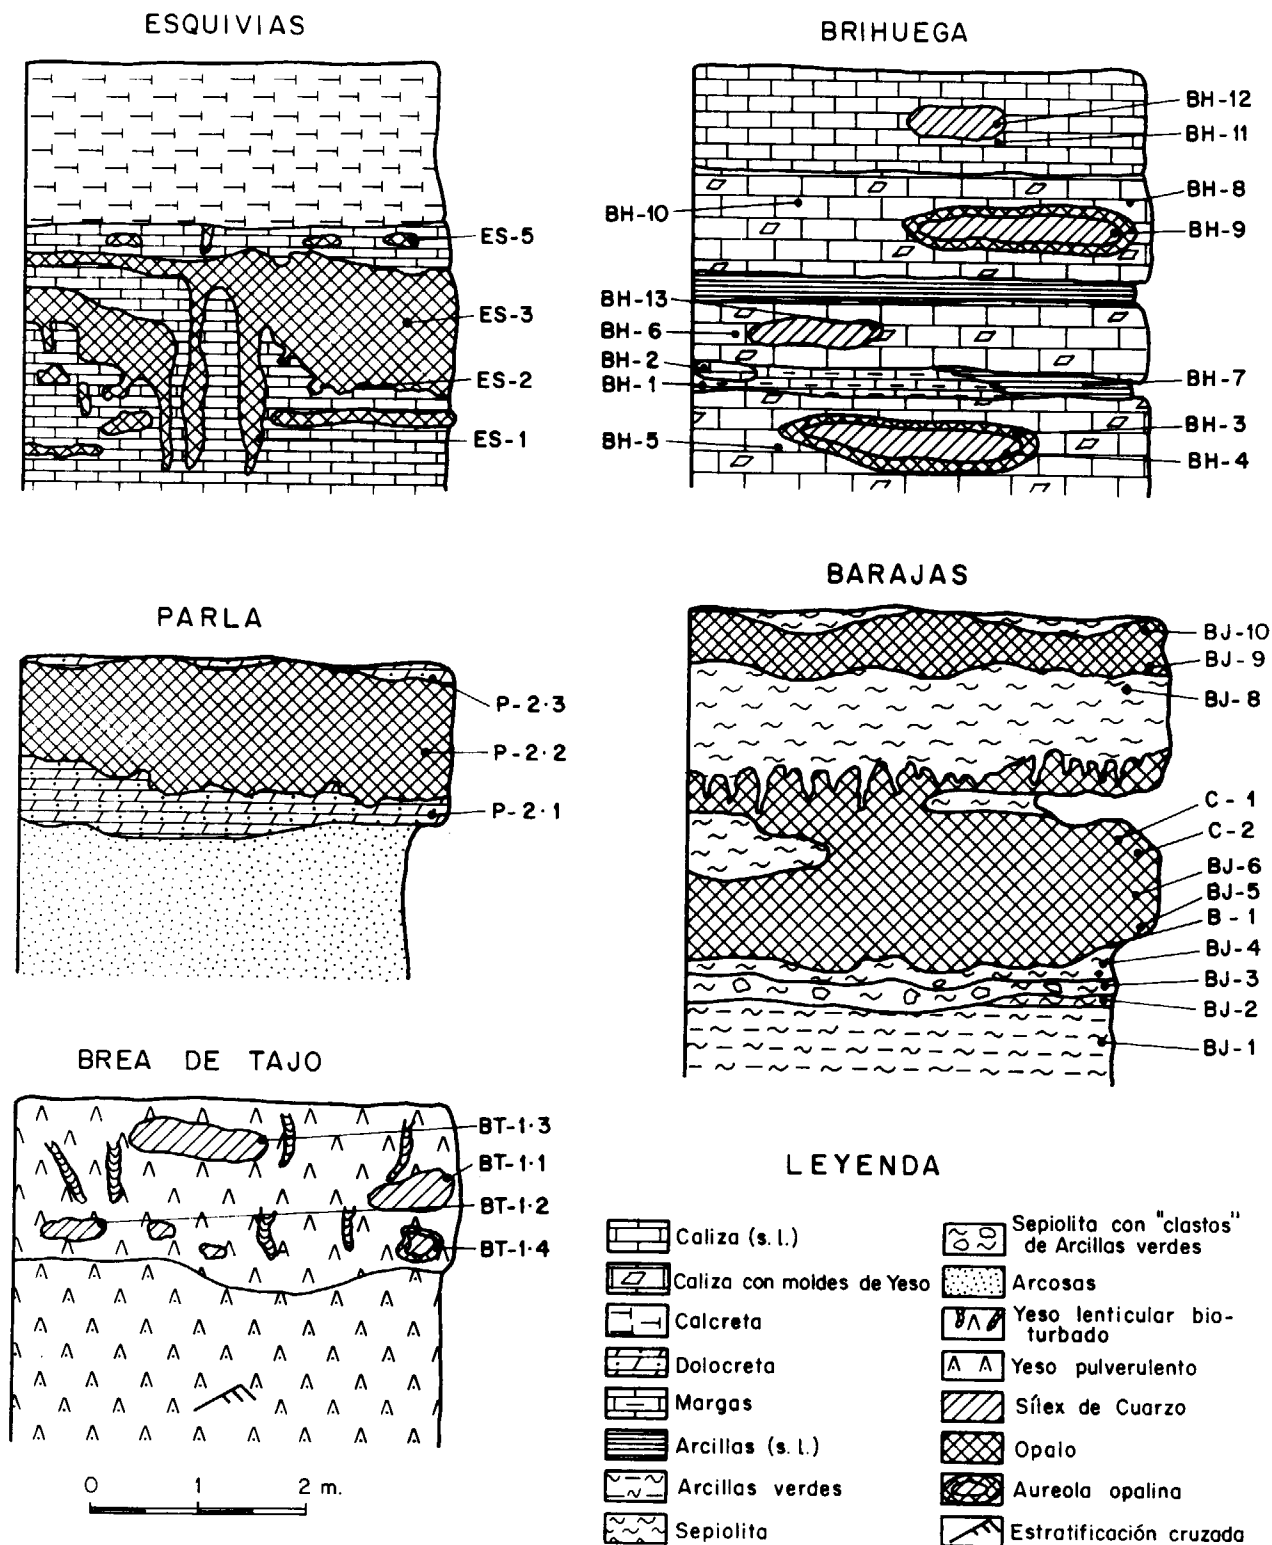 ESQUIVIAS
ES-5
ES-3
ES-2
ES-1
BRIHUEGA
BH-12
BH-11
BH-8
BH-10
BH-9
BH-13
BH-6
BH-2
BH-1
BH-7
BH-3
BH-5
BH-4
PARLA
P-2·3
P-2·2
P-2·1
BARAJAS
BJ-10
BJ-9
BJ-8
C-1
C-2
BJ-6
BJ-5
B-1
BJ-4
BJ-3
BJ-2
BJ-1
BREA DE TAJO
BT-1·3
BT-1·1
BT-1·2
BT-1·4
0 1 2 m.
LEYENDA
Caliza (s.l.)
Caliza con moldes de Yeso
Calcreta
Dolocreta
Margas
Arcillas (s.l.)
Arcillas verdes
Sepiolita
Sepiolita con "clastos"
de Arcillas verdes
Arcosas
Yeso lenticular bio-
turbado
Yeso pulverulento
Sílex de Cuarzo
Opalo
Aureola opalina
Estratificación cruzada